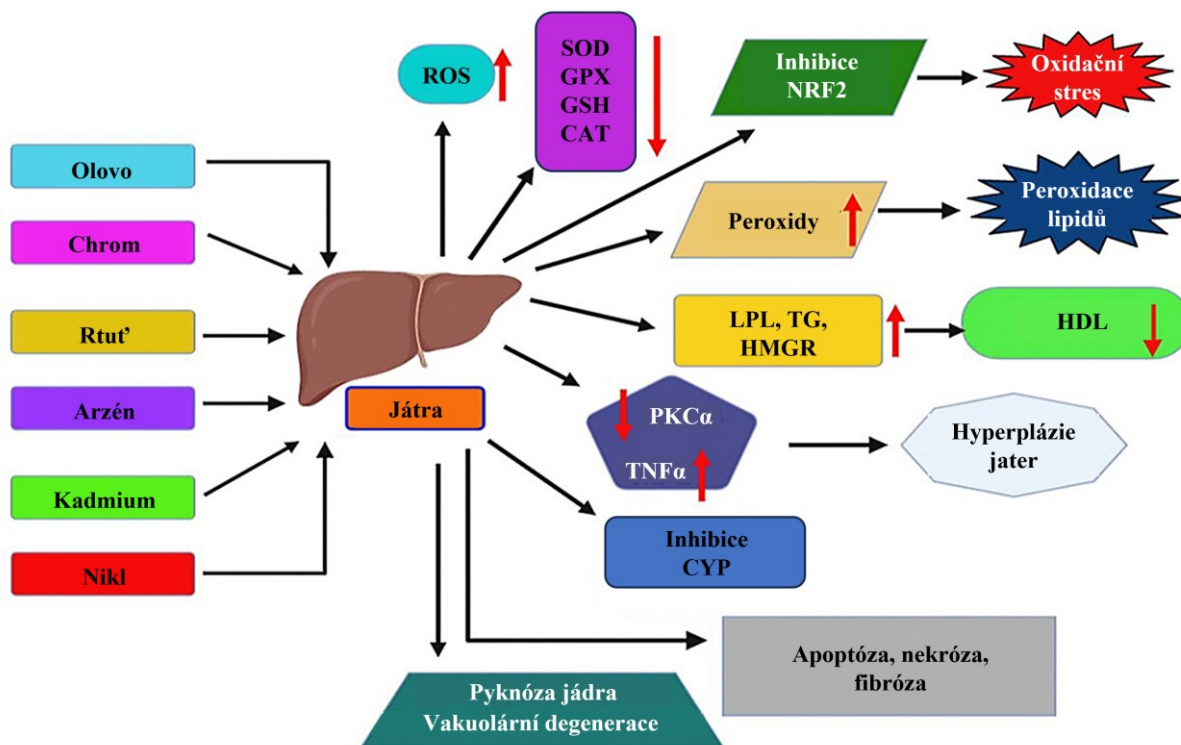 Olovo
Chrom
Rtuť
Arzén
Kadmium
Nikl
Játra
ROS
SOD
GPX
GSH
CAT
Inhibice
NRF2
Oxidační
stres
Peroxidy
Peroxidace
lipidů
LPL, TG,
HMGR
HDL
PKCα
TNFα
Hyperplázie
jater
Inhibice
CYP
Apoptóza, nekróza,
fibróza
Pyknóza jádra
Vakuolární degenerace